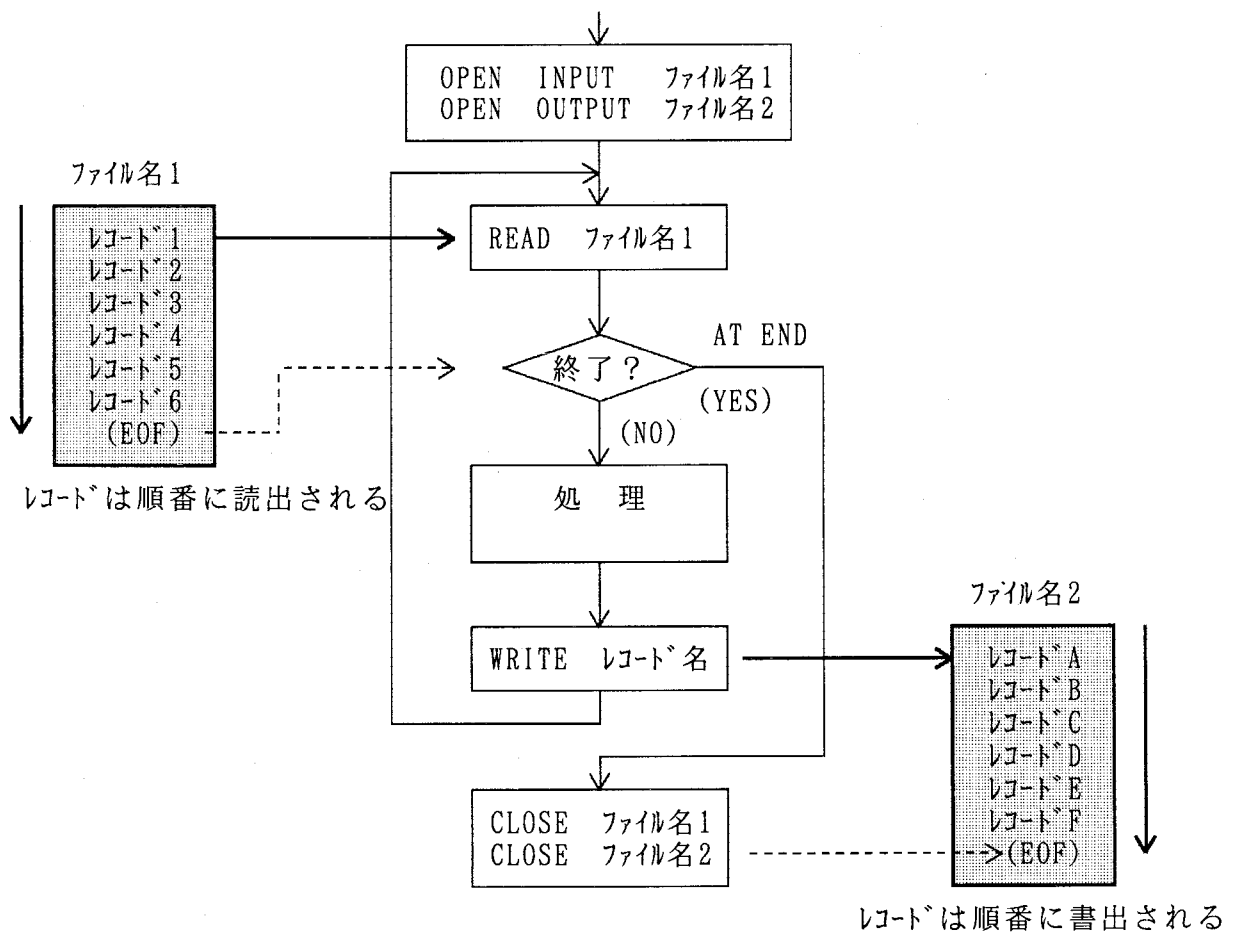 OPEN INPUT ﾌｧｲﾙ名1
OPEN OUTPUT ﾌｧｲﾙ名2
ﾌｧｲﾙ名1
ﾚｺｰﾄﾞ1
ﾚｺｰﾄﾞ2
ﾚｺｰﾄﾞ3
ﾚｺｰﾄﾞ4
ﾚｺｰﾄﾞ5
ﾚｺｰﾄﾞ6
(EOF)
ﾚｺｰﾄﾞは順番に読出される
READ ﾌｧｲﾙ名1
終了?
AT END
(YES)
(NO)
処 理
WRITE ﾚｺｰﾄﾞ名
CLOSE ﾌｧｲﾙ名1
CLOSE ﾌｧｲﾙ名2
ﾌｧｲﾙ名2
ﾚｺｰﾄﾞA
ﾚｺｰﾄﾞB
ﾚｺｰﾄﾞC
ﾚｺｰﾄﾞD
ﾚｺｰﾄﾞE
ﾚｺｰﾄﾞF
(EOF)
ﾚｺｰﾄﾞは順番に書出される